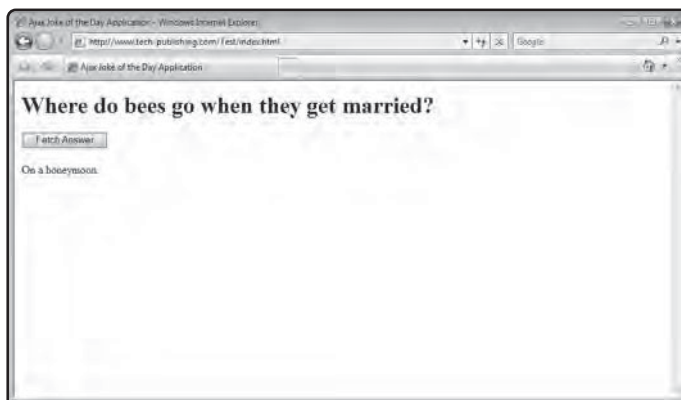 Ajax Joke of the Day Application - Windows Internet Explorer
http://www.tech-publishing.com/Test/index.html
Google
Ajax Joke of the Day Application
Where do bees go when they get married?
Fetch Answer
On a honeymoon.